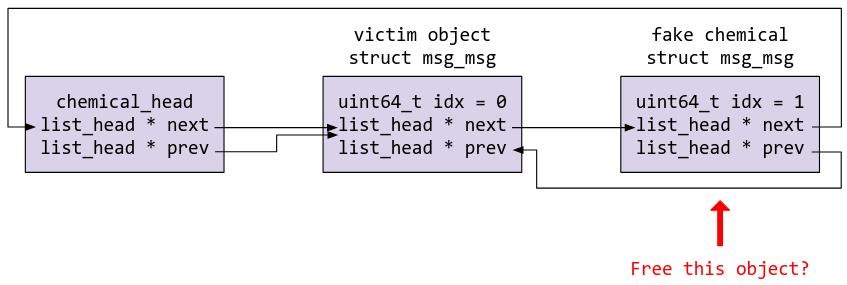 victim object
struct msg_msg
fake chemical
struct msg_msg
chemical_head
list_head * next
list_head * prev
uint64_t idx = 0
list_head * next
list_head * prev
uint64_t idx = 1
list_head * next
list_head * prev
Free this object?